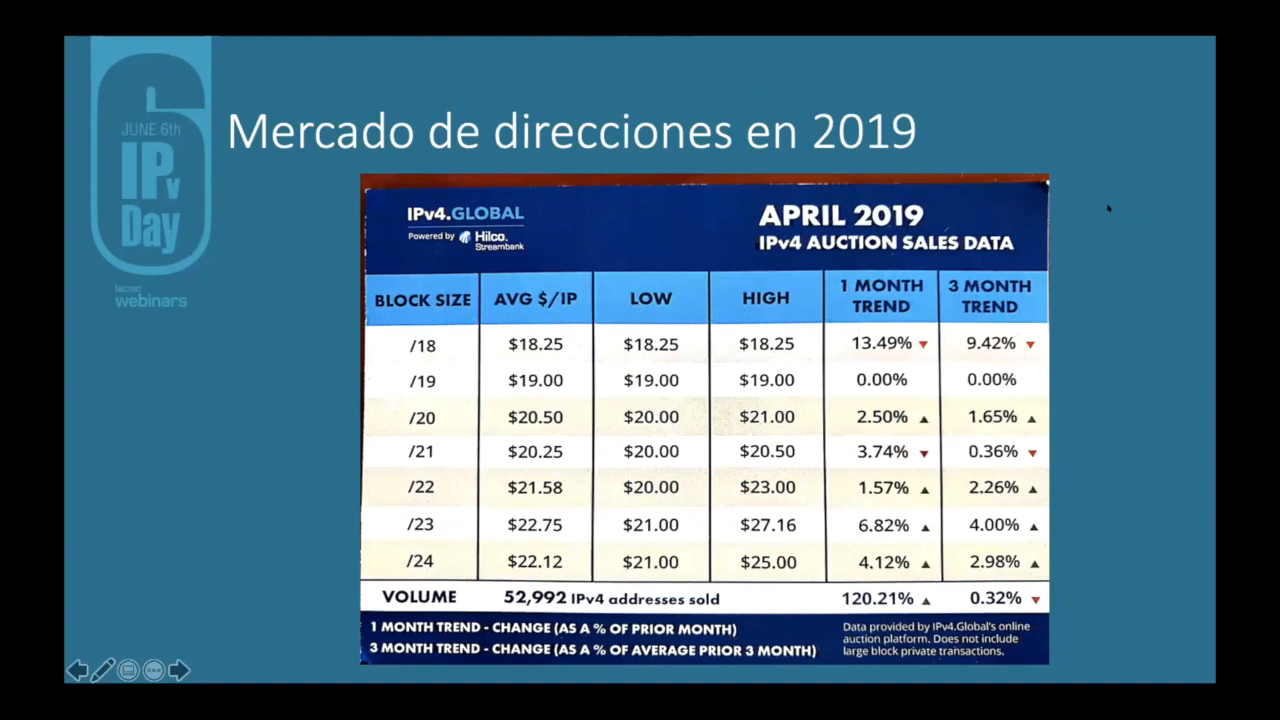 JUNE 6th
IPv
Day
lacnic
webinars
Mercado de direcciones en 2019
IPv4.GLOBAL
Powered by Hilco.
Streambank
APRIL 2019
IPv4 AUCTION SALES DATA
BLOCK SIZE AVG $/IP LOW HIGH 1 MONTH TREND 3 MONTH TREND
/18 $18.25 $18.25 $18.25 13.49% ▼ 9.42% ▼
/19 $19.00 $19.00 $19.00 0.00% 0.00%
/20 $20.50 $20.00 $21.00 2.50% ▲ 1.65% ▲
/21 $20.25 $20.00 $20.50 3.74% ▼ 0.36% ▼
/22 $21.58 $20.00 $23.00 1.57% ▲ 2.26% ▲
/23 $22.75 $21.00 $27.16 6.82% ▲ 4.00% ▲
/24 $22.12 $21.00 $25.00 4.12% ▲ 2.98% ▲
VOLUME 52,992 IPv4 addresses sold 120.21% ▲ 0.32% ▼
1 MONTH TREND - CHANGE (AS A % OF PRIOR MONTH)
3 MONTH TREND - CHANGE (AS A % OF AVERAGE PRIOR 3 MONTH)
Data provided by IPv4.Global's online
auction platform. Does not include
large block private transactions.